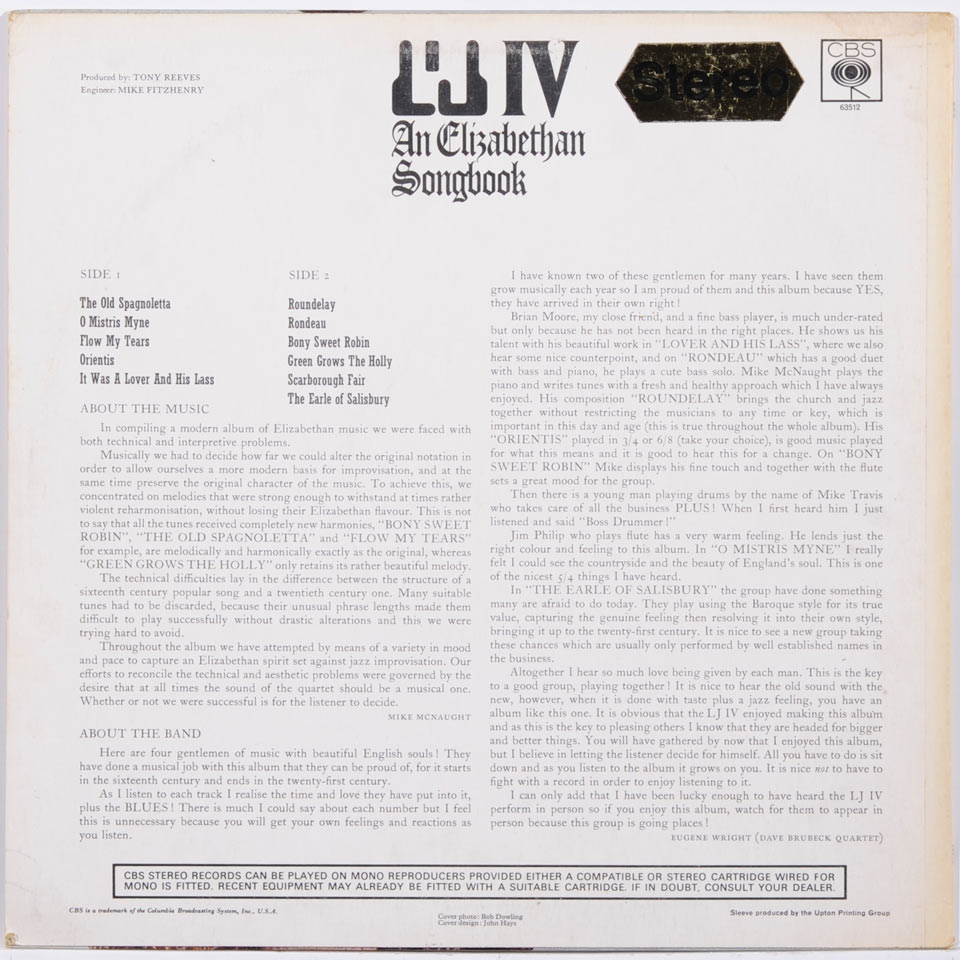 Produced by: TONY REEVES
Engineer: MIKE FITZHENRY
LJ IV
An Elizabethan
Songbook
Stereo
CBS
63512
SIDE 1
The Old Spagnoletta
O Mistris Myne
Flow My Tears
Orientis
It Was A Lover And His Lass
SIDE 2
Roundelay
Rondeau
Bony Sweet Robin
Green Grows The Holly
Scarborough Fair
The Earle of Salisbury
ABOUT THE MUSIC
In compiling a modern album of Elizabethan music we were faced with
both technical and interpretive problems.
Musically we had to decide how far we could alter the original notation in
order to allow ourselves a more modern basis for improvisation, and at the
same time preserve the original character of the music. To achieve this, we
concentrated on melodies that were strong enough to withstand at times rather
violent reharmonisation, without losing their Elizabethan flavour. This is not
to say that all the tunes received completely new harmonies, "BONY SWEET
ROBIN", "THE OLD SPAGNOLETTA" and "FLOW MY TEARS"
for example, are melodically and harmonically exactly as the original, whereas
"GREEN GROWS THE HOLLY" only retains its rather beautiful melody.
The technical difficulties lay in the difference between the structure of a
sixteenth century popular song and a twentieth century one. Many suitable
tunes had to be discarded, because their unusual phrase lengths made them
difficult to play successfully without drastic alterations and this we were
trying hard to avoid.
Throughout the album we have attempted by means of a variety in mood
and pace to capture an Elizabethan spirit set against jazz improvisation. Our
efforts to reconcile the technical and aesthetic problems were governed by the
desire that at all times the sound of the quartet should be a musical one.
Whether or not we were successful is for the listener to decide.
MIKE MCNAUGHT
ABOUT THE BAND
Here are four gentlemen of music with beautiful English souls! They
have done a musical job with this album that they can be proud of, for it starts
in the sixteenth century and ends in the twenty-first century.
As I listen to each track I realise the time and love they have put into it,
plus the BLUES! There is much I could say about each number but I feel
this is unnecessary because you will get your own feelings and reactions as
you listen.
I have known two of these gentlemen for many years. I have seen them
grow musically each year so I am proud of them and this album because YES,
they have arrived in their own right!
Brian Moore, my close friend, and a fine bass player, is much under-rated
but only because he has not been heard in the right places. He shows us his
talent with his beautiful work in "LOVER AND HIS LASS", where we also
hear some nice counterpoint, and on "RONDEAU" which has a good duet
with bass and piano, he plays a cute bass solo. Mike McNaught plays the
piano and writes tunes with a fresh and healthy approach which I have always
enjoyed. His composition "ROUNDELAY" brings the church and jazz
together without restricting the musicians to any time or key, which is
important in this day and age (this is true throughout the whole album). His
"ORIENTIS" played in 3/4 or 6/8 (take your choice), is good music played
for what this means and it is good to hear this for a change. On "BONY
SWEET ROBIN" Mike displays his fine touch and together with the flute
sets a great mood for the group.
Then there is a young man playing drums by the name of Mike Travis
who takes care of all the business PLUS! When I first heard him I just
listened and said "Boss Drummer!"
Jim Philip who plays flute has a very warm feeling. He lends just the
right colour and feeling to this album. In "O MISTRIS MYNE" I really
felt I could see the countryside and the beauty of England's soul. This is one
of the nicest 5/4 things I have heard.
In "THE EARLE OF SALISBURY" the group have done something
many are afraid to do today. They play using the Baroque style for its true
value, capturing the genuine feeling then resolving it into their own style,
bringing it up to the twenty-first century. It is nice to see a new group taking
these chances which are usually only performed by well established names in
the business.
Altogether I hear so much love being given by each man. This is the key
to a good group, playing together! It is nice to hear the old sound with the
new, however, when it is done with taste plus a jazz feeling, you have an
album like this one. It is obvious that the LJ IV enjoyed making this album
and as this is the key to pleasing others I know that they are headed for bigger
and better things. You will have gathered by now that I enjoyed this album,
but I believe in letting the listener decide for himself. All you have to do is sit
down and as you listen to the album it grows on you. It is nice not to have to
fight with a record in order to enjoy listening to it.
I can only add that I have been lucky enough to have heard the LJ IV
perform in person so if you enjoy this album, watch for them to appear in
person because this group is going places!
EUGENE WRIGHT (DAVE BRUBECK QUARTET)
CBS STEREO RECORDS CAN BE PLAYED ON MONO REPRODUCERS PROVIDED EITHER A COMPATIBLE OR STEREO CARTRIDGE WIRED FOR
MONO IS FITTED. RECENT EQUIPMENT MAY ALREADY BE FITTED WITH A SUITABLE CARTRIDGE. IF IN DOUBT, CONSULT YOUR DEALER.
CBS is a trademark of the Columbia Broadcasting System, Inc., U.S.A.
Cover photo: Bob Dowling
Cover design: John Hays
Sleeve produced by the Upton Printing Group